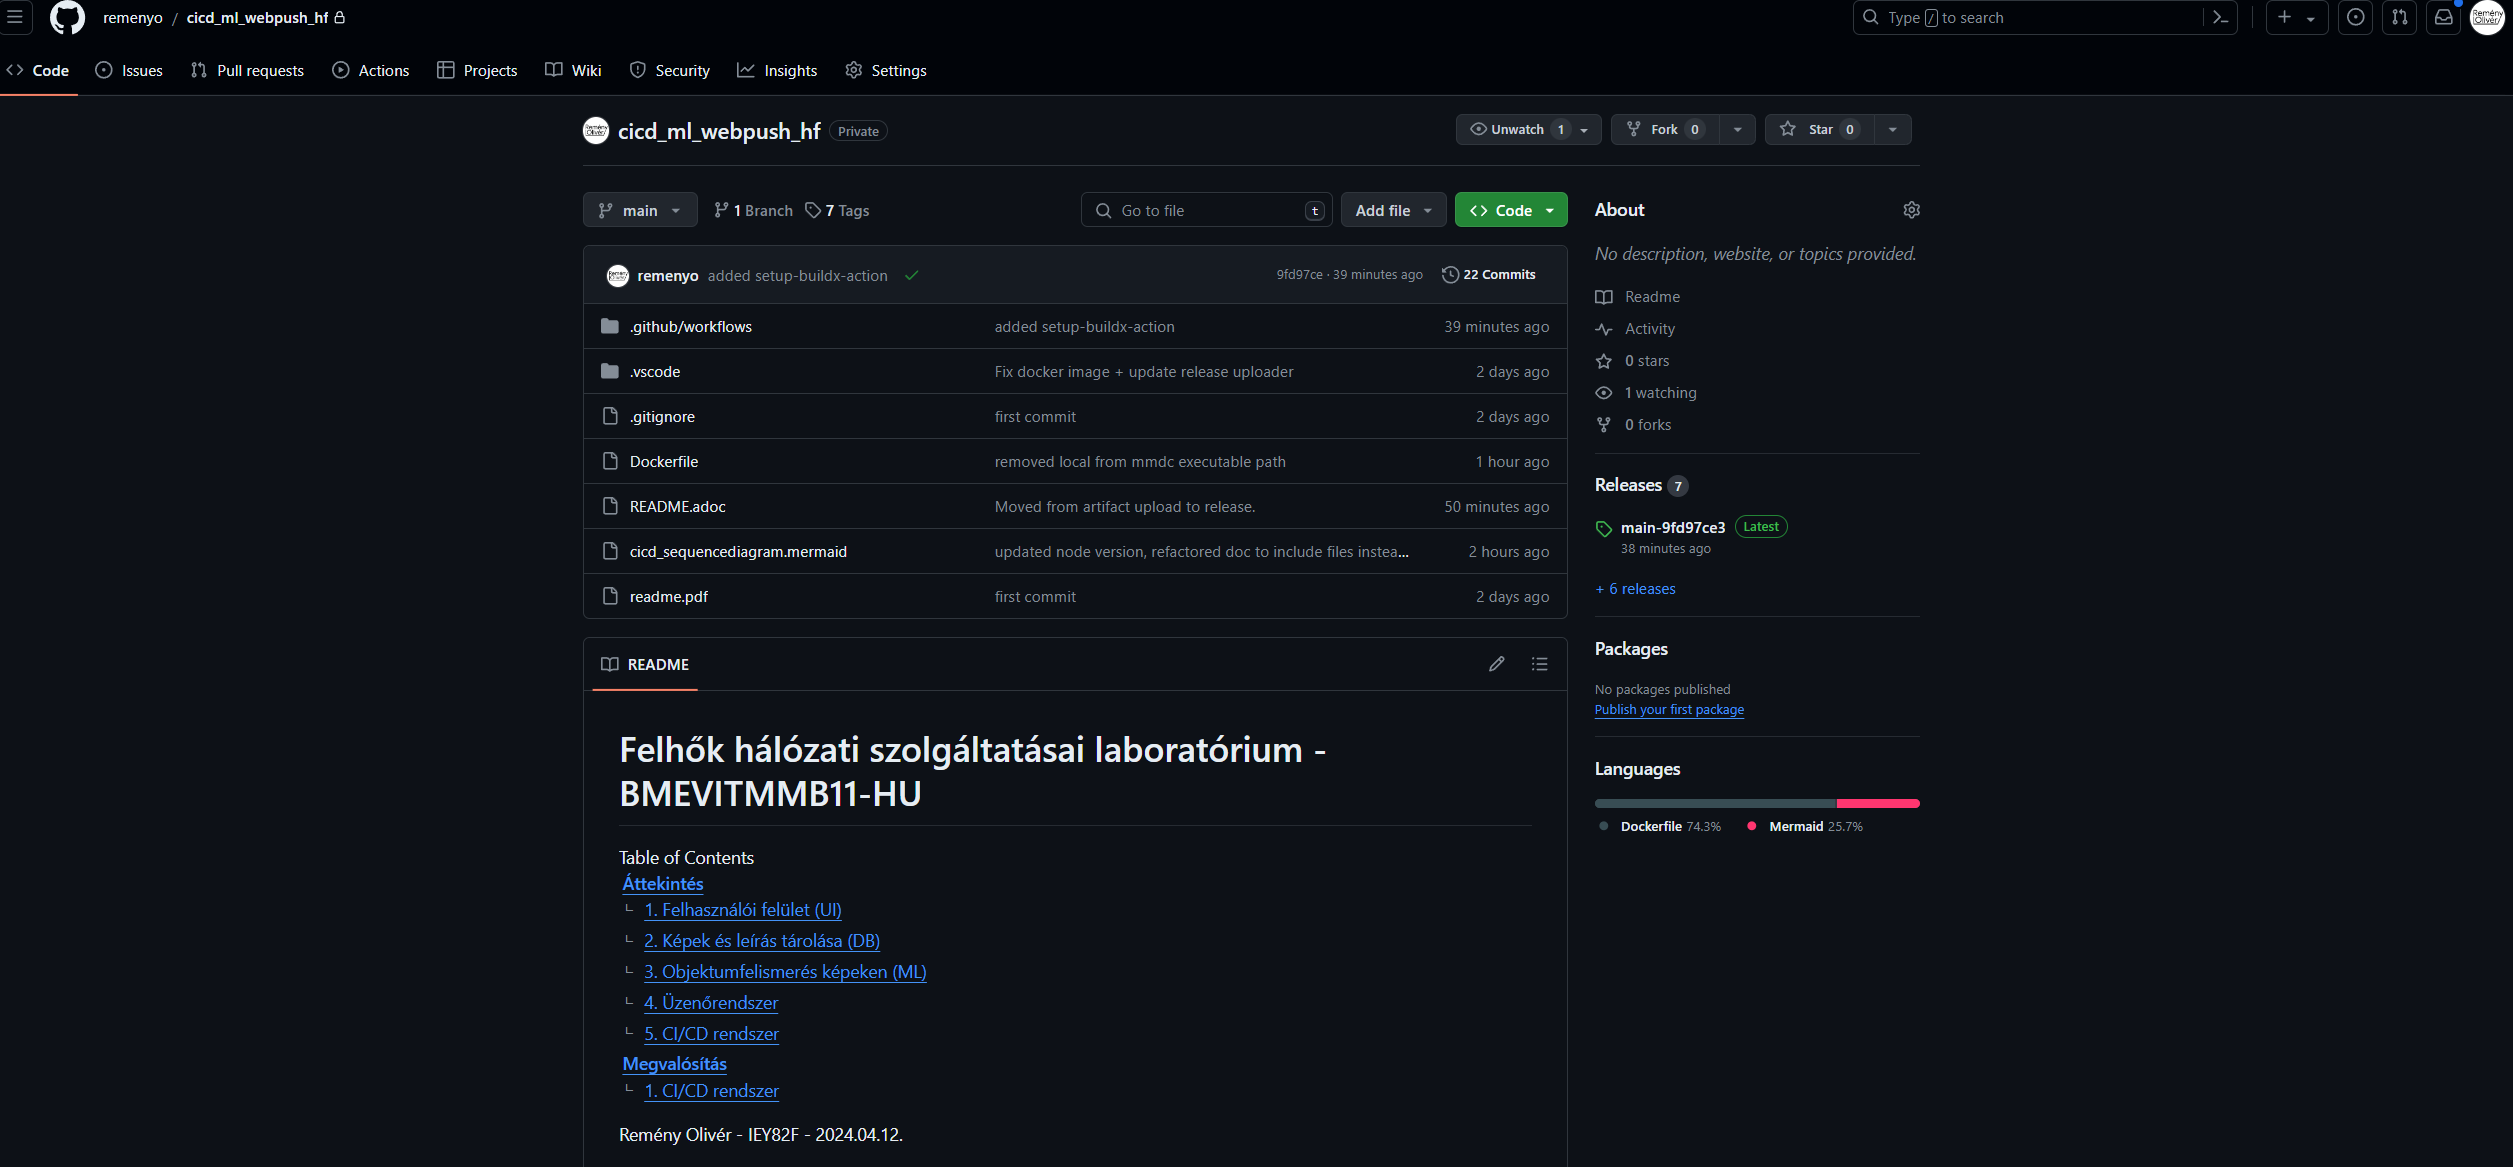 remenyo / cicd_ml_webpush_hf
Type / to search
Code Issues Pull requests Actions Projects Wiki Security Insights Settings
cicd_ml_webpush_hf Private
Unwatch 1 Fork 0 Star 0
main 1 Branch 7 Tags
Go to file t Add file Code
remenyo added setup-buildx-action 9fd97ce · 39 minutes ago 22 Commits
.github/workflows added setup-buildx-action 39 minutes ago
.vscode Fix docker image + update release uploader 2 days ago
.gitignore first commit 2 days ago
Dockerfile removed local from mmdc executable path 1 hour ago
README.adoc Moved from artifact upload to release. 50 minutes ago
cicd_sequencediagram.mermaid updated node version, refactored doc to include files instea... 2 hours ago
readme.pdf first commit 2 days ago
README
Felhők hálózati szolgáltatásai laboratórium -
BMEVITMMB11-HU
Table of Contents
Áttekintés
1. Felhasználói felület (UI)
2. Képek és leírás tárolása (DB)
3. Objektumfelismerés képeken (ML)
4. Üzenőrendszer
5. CI/CD rendszer
Megvalósítás
1. CI/CD rendszer
Remény Olivér - IEY82F - 2024.04.12.
About
No description, website, or topics provided.
Readme
Activity
0 stars
1 watching
0 forks
Releases 7
main-9fd97ce3 Latest
38 minutes ago
+ 6 releases
Packages
No packages published
Publish your first package
Languages
Dockerfile 74.3% Mermaid 25.7%
Remény
Olivér